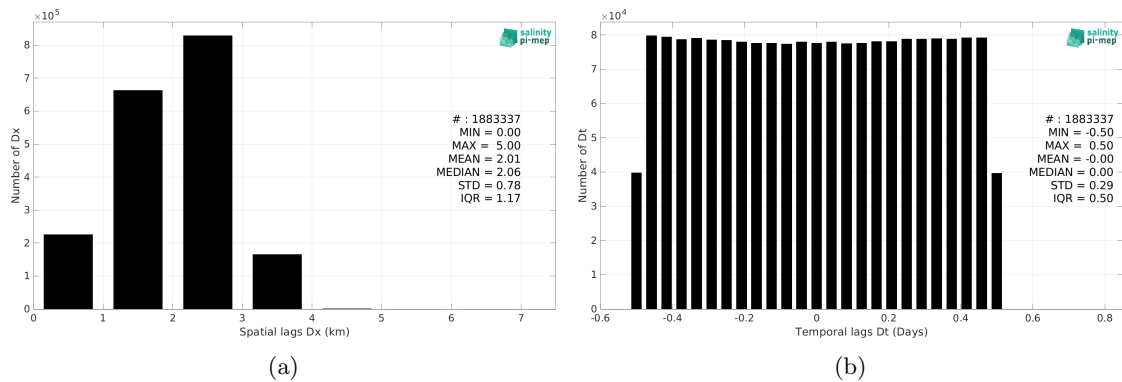 ×10⁵
8
7
6
5
4
3
2
1
0
Number of Dx
0 1 2 3 4 5 6 7
Spatial lags Dx (km)
salinity
pi-mep
# : 1883337
MIN = 0.00
MAX = 5.00
MEAN = 2.01
MEDIAN = 2.06
STD = 0.78
IQR = 1.17
(a)
×10⁴
8
7
6
5
4
3
2
1
0
Number of Dt
-0.6 -0.4 -0.2 0 0.2 0.4 0.6 0.8
Temporal lags Dt (Days)
salinity
pi-mep
# : 1883337
MIN = -0.50
MAX = 0.50
MEAN = -0.00
MEDIAN = 0.00
STD = 0.29
IQR = 0.50
(b)